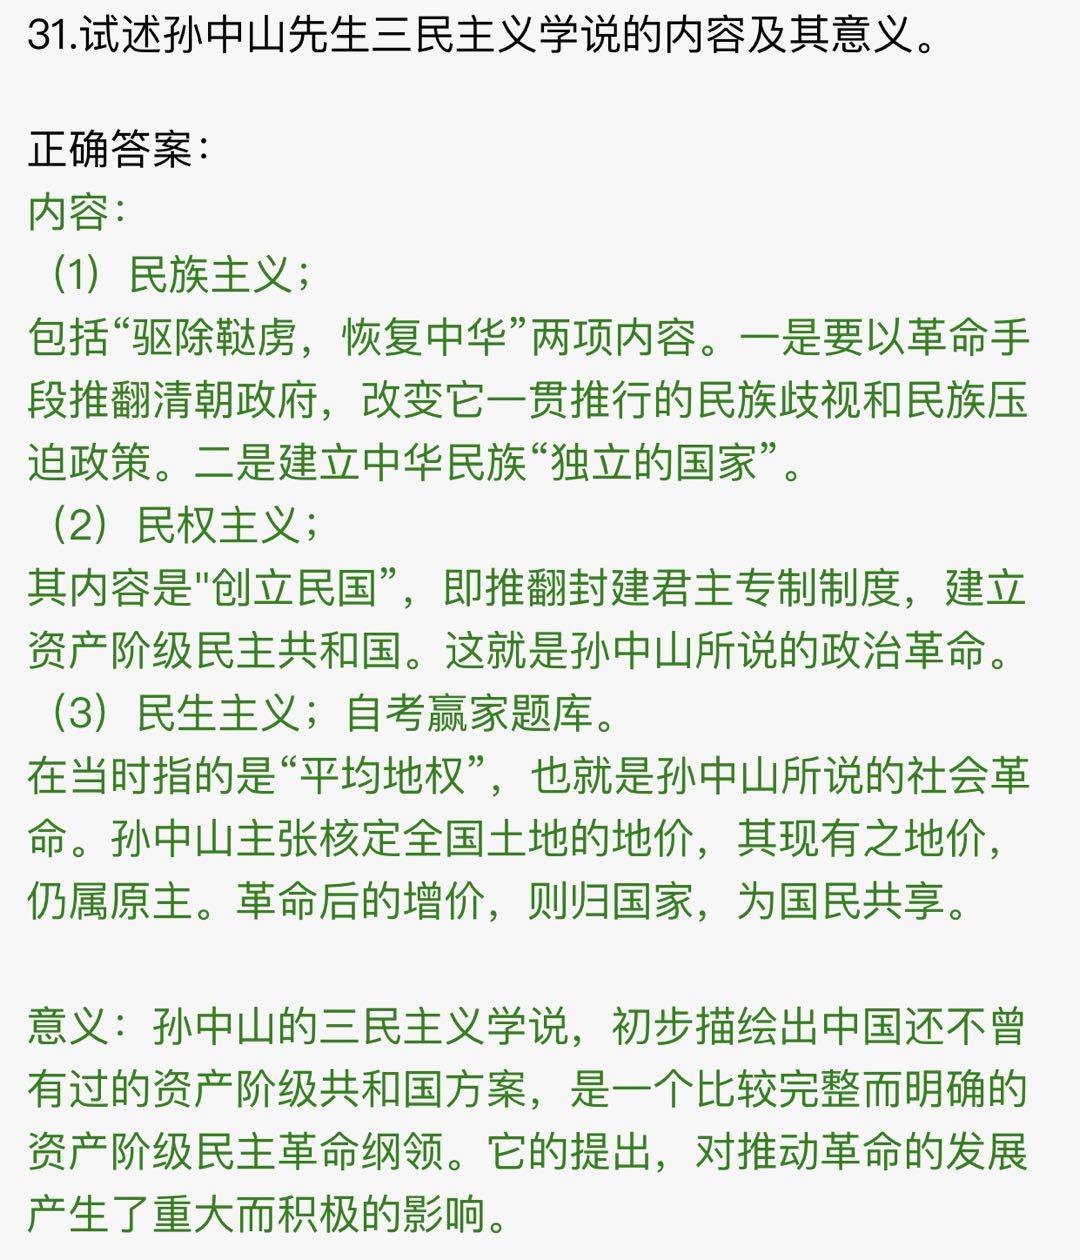 31.试述孙中山先生三民主义学说的内容及其意义。
正确答案：
内容：
（1）民族主义；
包括“驱除鞑虏，恢复中华”两项内容。一是要以革命手
段推翻清朝政府，改变它一贯推行的民族歧视和民族压
迫政策。二是建立中华民族“独立的国家”。
（2）民权主义；
其内容是"创立民国”，即推翻封建君主专制制度，建立
资产阶级民主共和国。这就是孙中山所说的政治革命。
（3）民生主义；自考赢家题库。
在当时指的是“平均地权”，也就是孙中山所说的社会革
命。孙中山主张核定全国土地的地价，其现有之地价，
仍属原主。革命后的增价，则归国家，为国民共享。
意义：孙中山的三民主义学说，初步描绘出中国还不曾
有过的资产阶级共和国方案，是一个比较完整而明确的
资产阶级民主革命纲领。它的提出，对推动革命的发展
产生了重大而积极的影响。